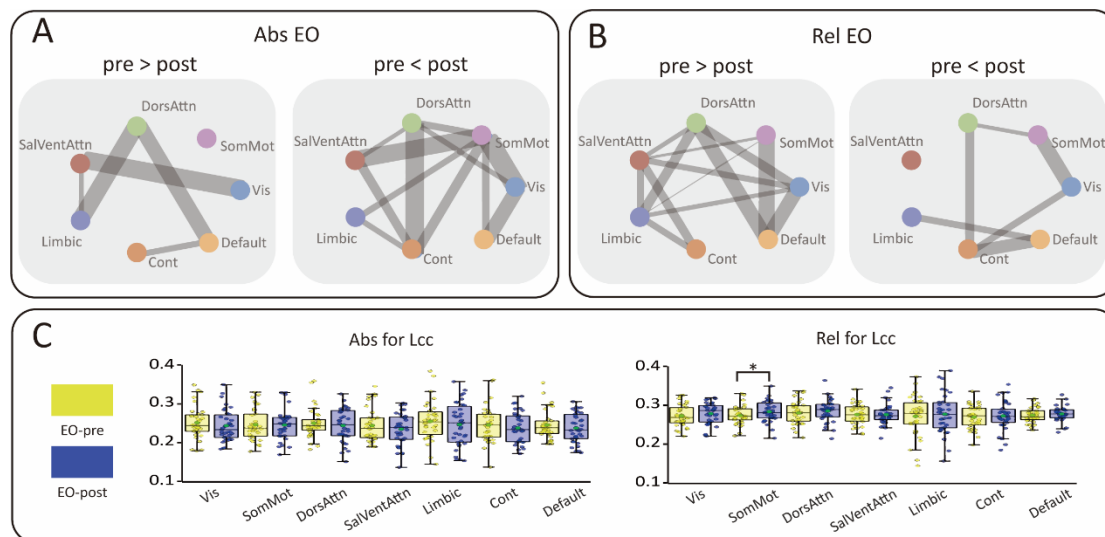 A
Abs EO
pre > post
pre < post
DorsAttn
SalVentAttn
SomMot
Vis
Limbic
Default
Cont
DorsAttn
SalVentAttn
SomMot
Vis
Limbic
Default
Cont
B
Rel EO
pre > post
pre < post
DorsAttn
SalVentAttn
SomMot
Vis
Limbic
Default
Cont
DorsAttn
SalVentAttn
SomMot
Vis
Limbic
Default
Cont
C
EO-pre
EO-post
Abs for Lcc
0.4
0.3
0.2
0.1
Vis SomMot DorsAttn SalVentAttn Limbic Cont Default
Rel for Lcc
0.4
0.3
0.2
0.1
*
Vis SomMot DorsAttn SalVentAttn Limbic Cont Default